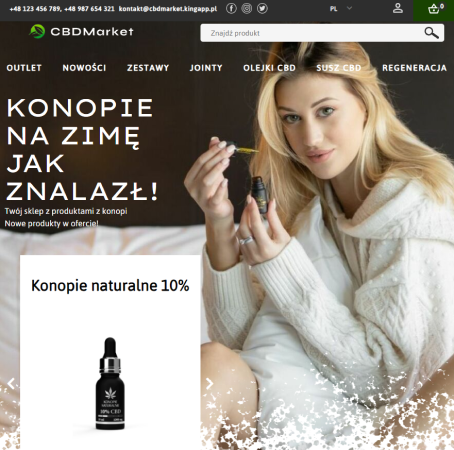 +48 123 456 789, +48 987 654 321 kontakt@cbdmarket.kingapp.pl PL 0
CBDMarket
Znajdź produkt
OUTLET NOWOŚCI ZESTAWY JOINTY OLEJKI CBD SUSZ CBD REGENERACJA
KONOPIE
NA ZIMĘ
JAK
ZNALAZŁ!
Twój sklep z produktami z konopi
Nowe produkty w ofercie!
Konopie naturalne 10%
10% CBD